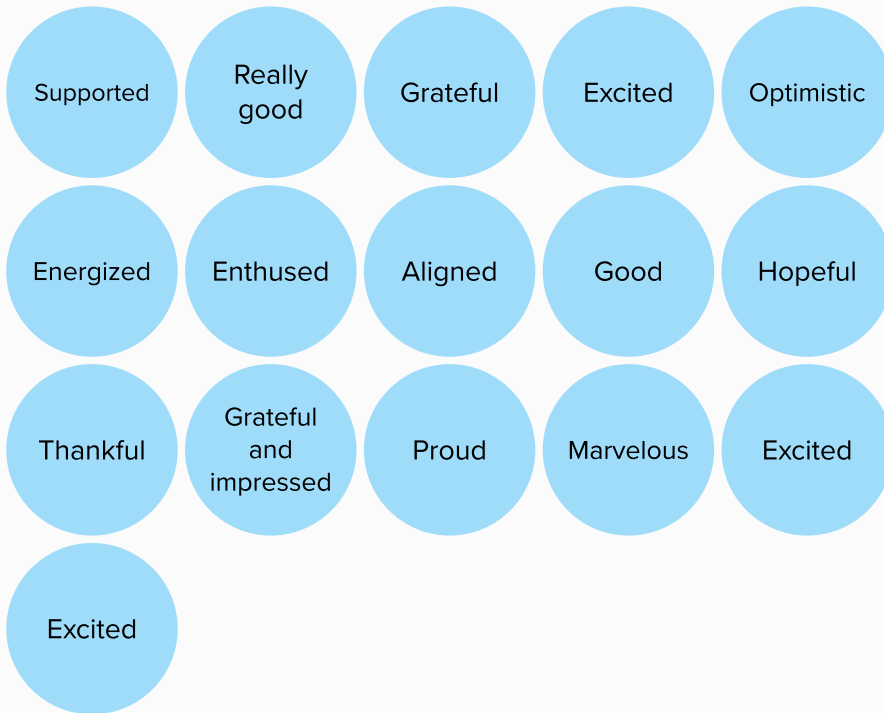 Supported
Really
good
Grateful
Excited
Optimistic
Energized
Enthused
Aligned
Good
Hopeful
Thankful
Grateful
and
impressed
Proud
Marvelous
Excited
Excited